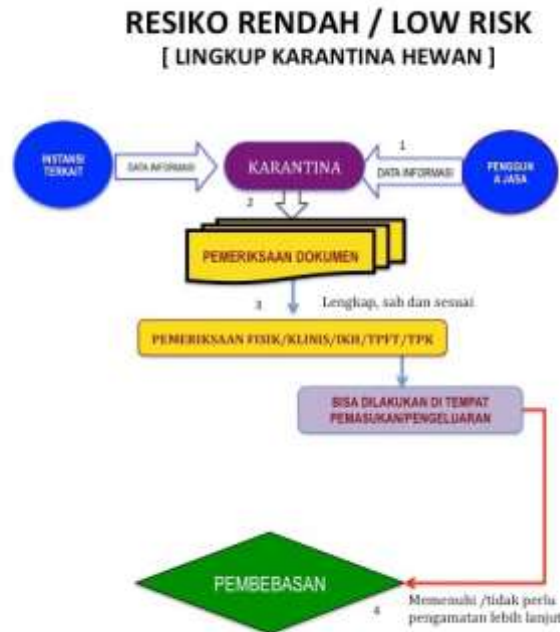 RESIKO RENDAH / LOW RISK
[ LINGKUP KARANTINA HEWAN ]
INSTANSI
TERKAIT
DATA INFORMASI
KARANTINA
1
DATA INFORMASI
PENGGUN
A JASA
2
PEMERIKSAAN DOKUMEN
3
Lengkap, sah dan sesuai
PEMERIKSAAN FISIK/KLINIS/IKH/TPFT/TPK
BISA DILAKUKAN DI TEMPAT
PEMASUKAN/PENGELUARAN
PEMBEBASAN
4
Memenuhi /tidak perlu
pengamatan lebih lanjut